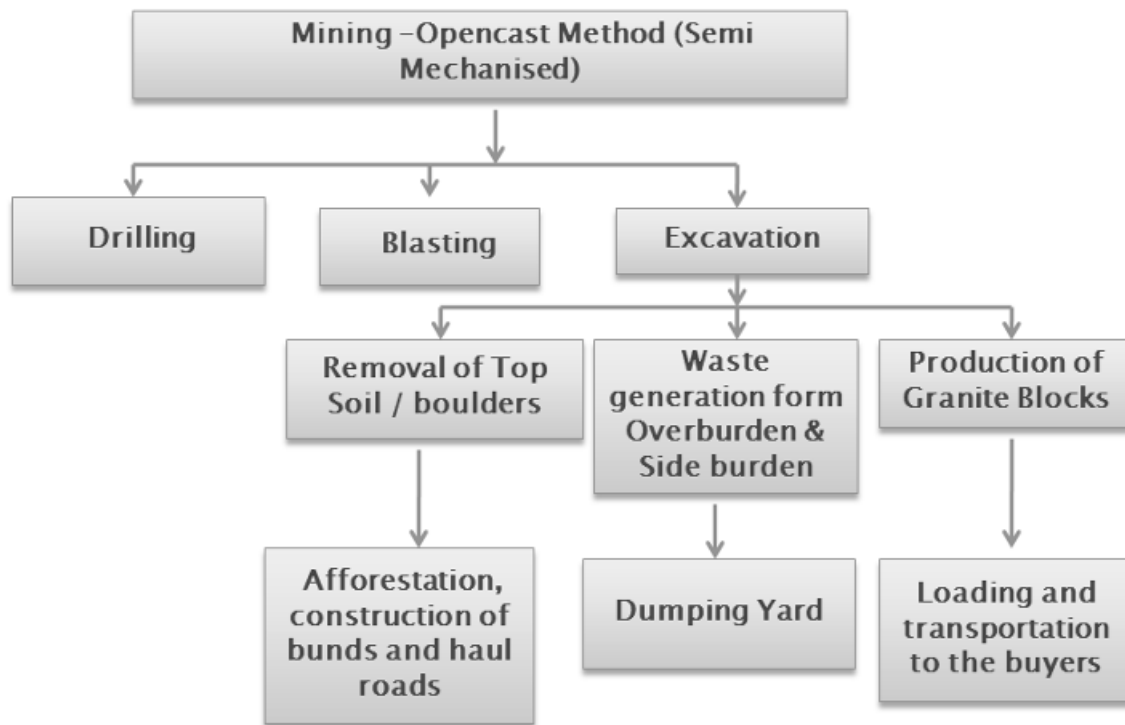 Mining –Opencast Method (Semi
Mechanised)
Drilling
Blasting
Excavation
Removal of Top
Soil / boulders
Waste
generation form
Overburden &
Side burden
Production of
Granite Blocks
Afforestation,
construction of
bunds and haul
roads
Dumping Yard
Loading and
transportation
to the buyers